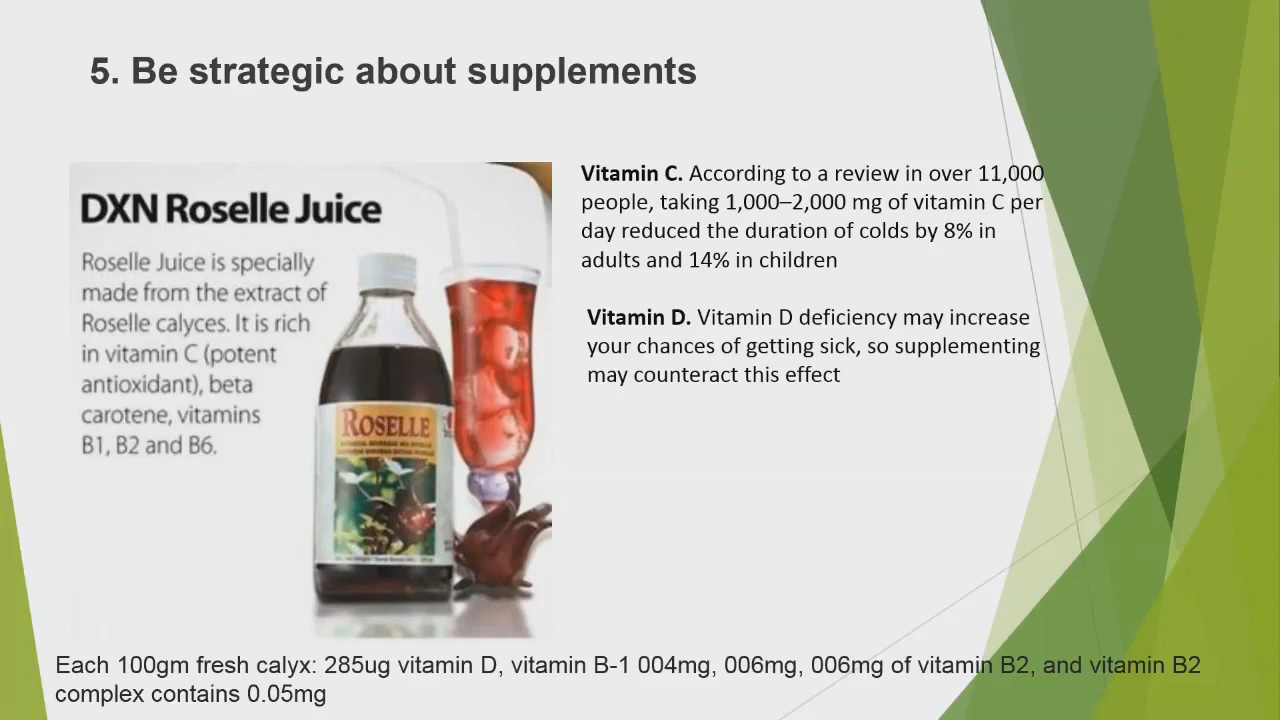 5. Be strategic about supplements
DXN Roselle Juice
Roselle Juice is specially
made from the extract of
Roselle calyces. It is rich
in vitamin C (potent
antioxidant), beta
carotene, vitamins
B1, B2 and B6.
ROSELLE
Vitamin C. According to a review in over 11,000
people, taking 1,000–2,000 mg of vitamin C per
day reduced the duration of colds by 8% in
adults and 14% in children
Vitamin D. Vitamin D deficiency may increase
your chances of getting sick, so supplementing
may counteract this effect
Each 100gm fresh calyx: 285ug vitamin D, vitamin B-1 004mg, 006mg, 006mg of vitamin B2, and vitamin B2
complex contains 0.05mg